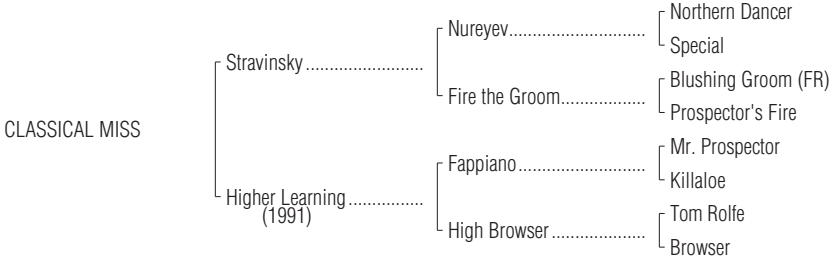 Northern Dancer
Nureyev..............................
Special
Stravinsky .........................
Blushing Groom (FR)
Fire the Groom..................
Prospector's Fire
CLASSICAL MISS
Mr. Prospector
Fappiano...........................
Killaloe
Higher Learning................
(1991)
Tom Rolfe
High Browser ....................
Browser